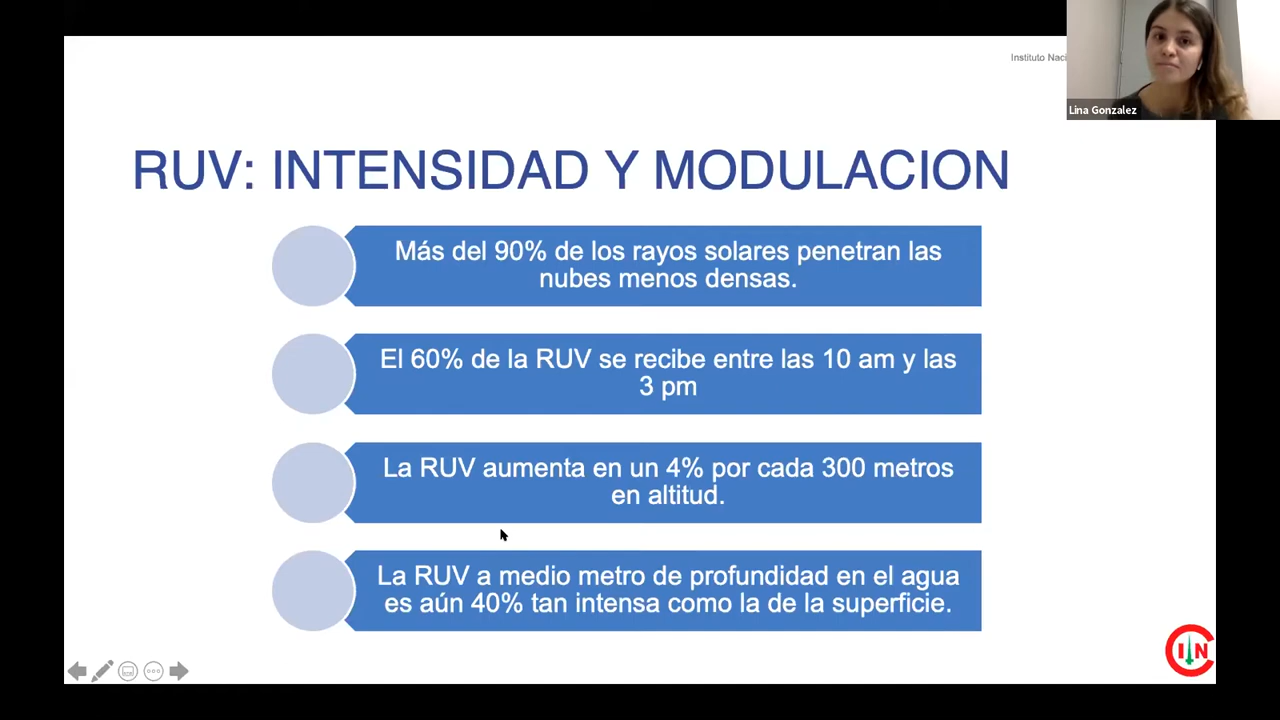 Instituto Naci
Lina Gonzalez
RUV: INTENSIDAD Y MODULACION
Más del 90% de los rayos solares penetran las
nubes menos densas.
El 60% de la RUV se recibe entre las 10 am y las
3 pm
La RUV aumenta en un 4% por cada 300 metros
en altitud.
La RUV a medio metro de profundidad en el agua
es aún 40% tan intensa como la de la superficie.
CIN